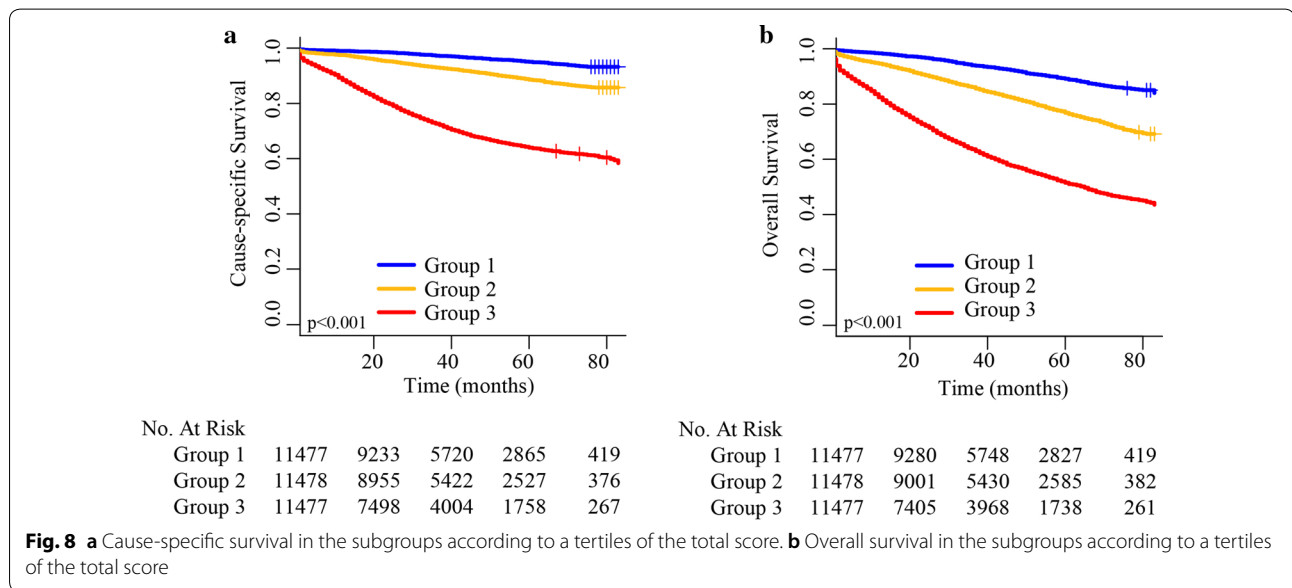 a
Cause-specific Survival
1.0
0.8
0.6
0.4
0.2
0.0
Group 1
Group 2
Group 3
p<0.001
20 40 60 80
Time (months)
No. At Risk
Group 1 11477 9233 5720 2865 419
Group 2 11478 8955 5422 2527 376
Group 3 11477 7498 4004 1758 267
b
Overall Survival
1.0
0.8
0.6
0.4
0.2
0.0
Group 1
Group 2
Group 3
p<0.001
20 40 60 80
Time (months)
No. At Risk
Group 1 11477 9280 5748 2827 419
Group 2 11478 9001 5430 2585 382
Group 3 11477 7405 3968 1738 261
Fig. 8 a Cause-specific survival in the subgroups according to a tertiles of the total score. b Overall survival in the subgroups according to a tertiles
of the total score